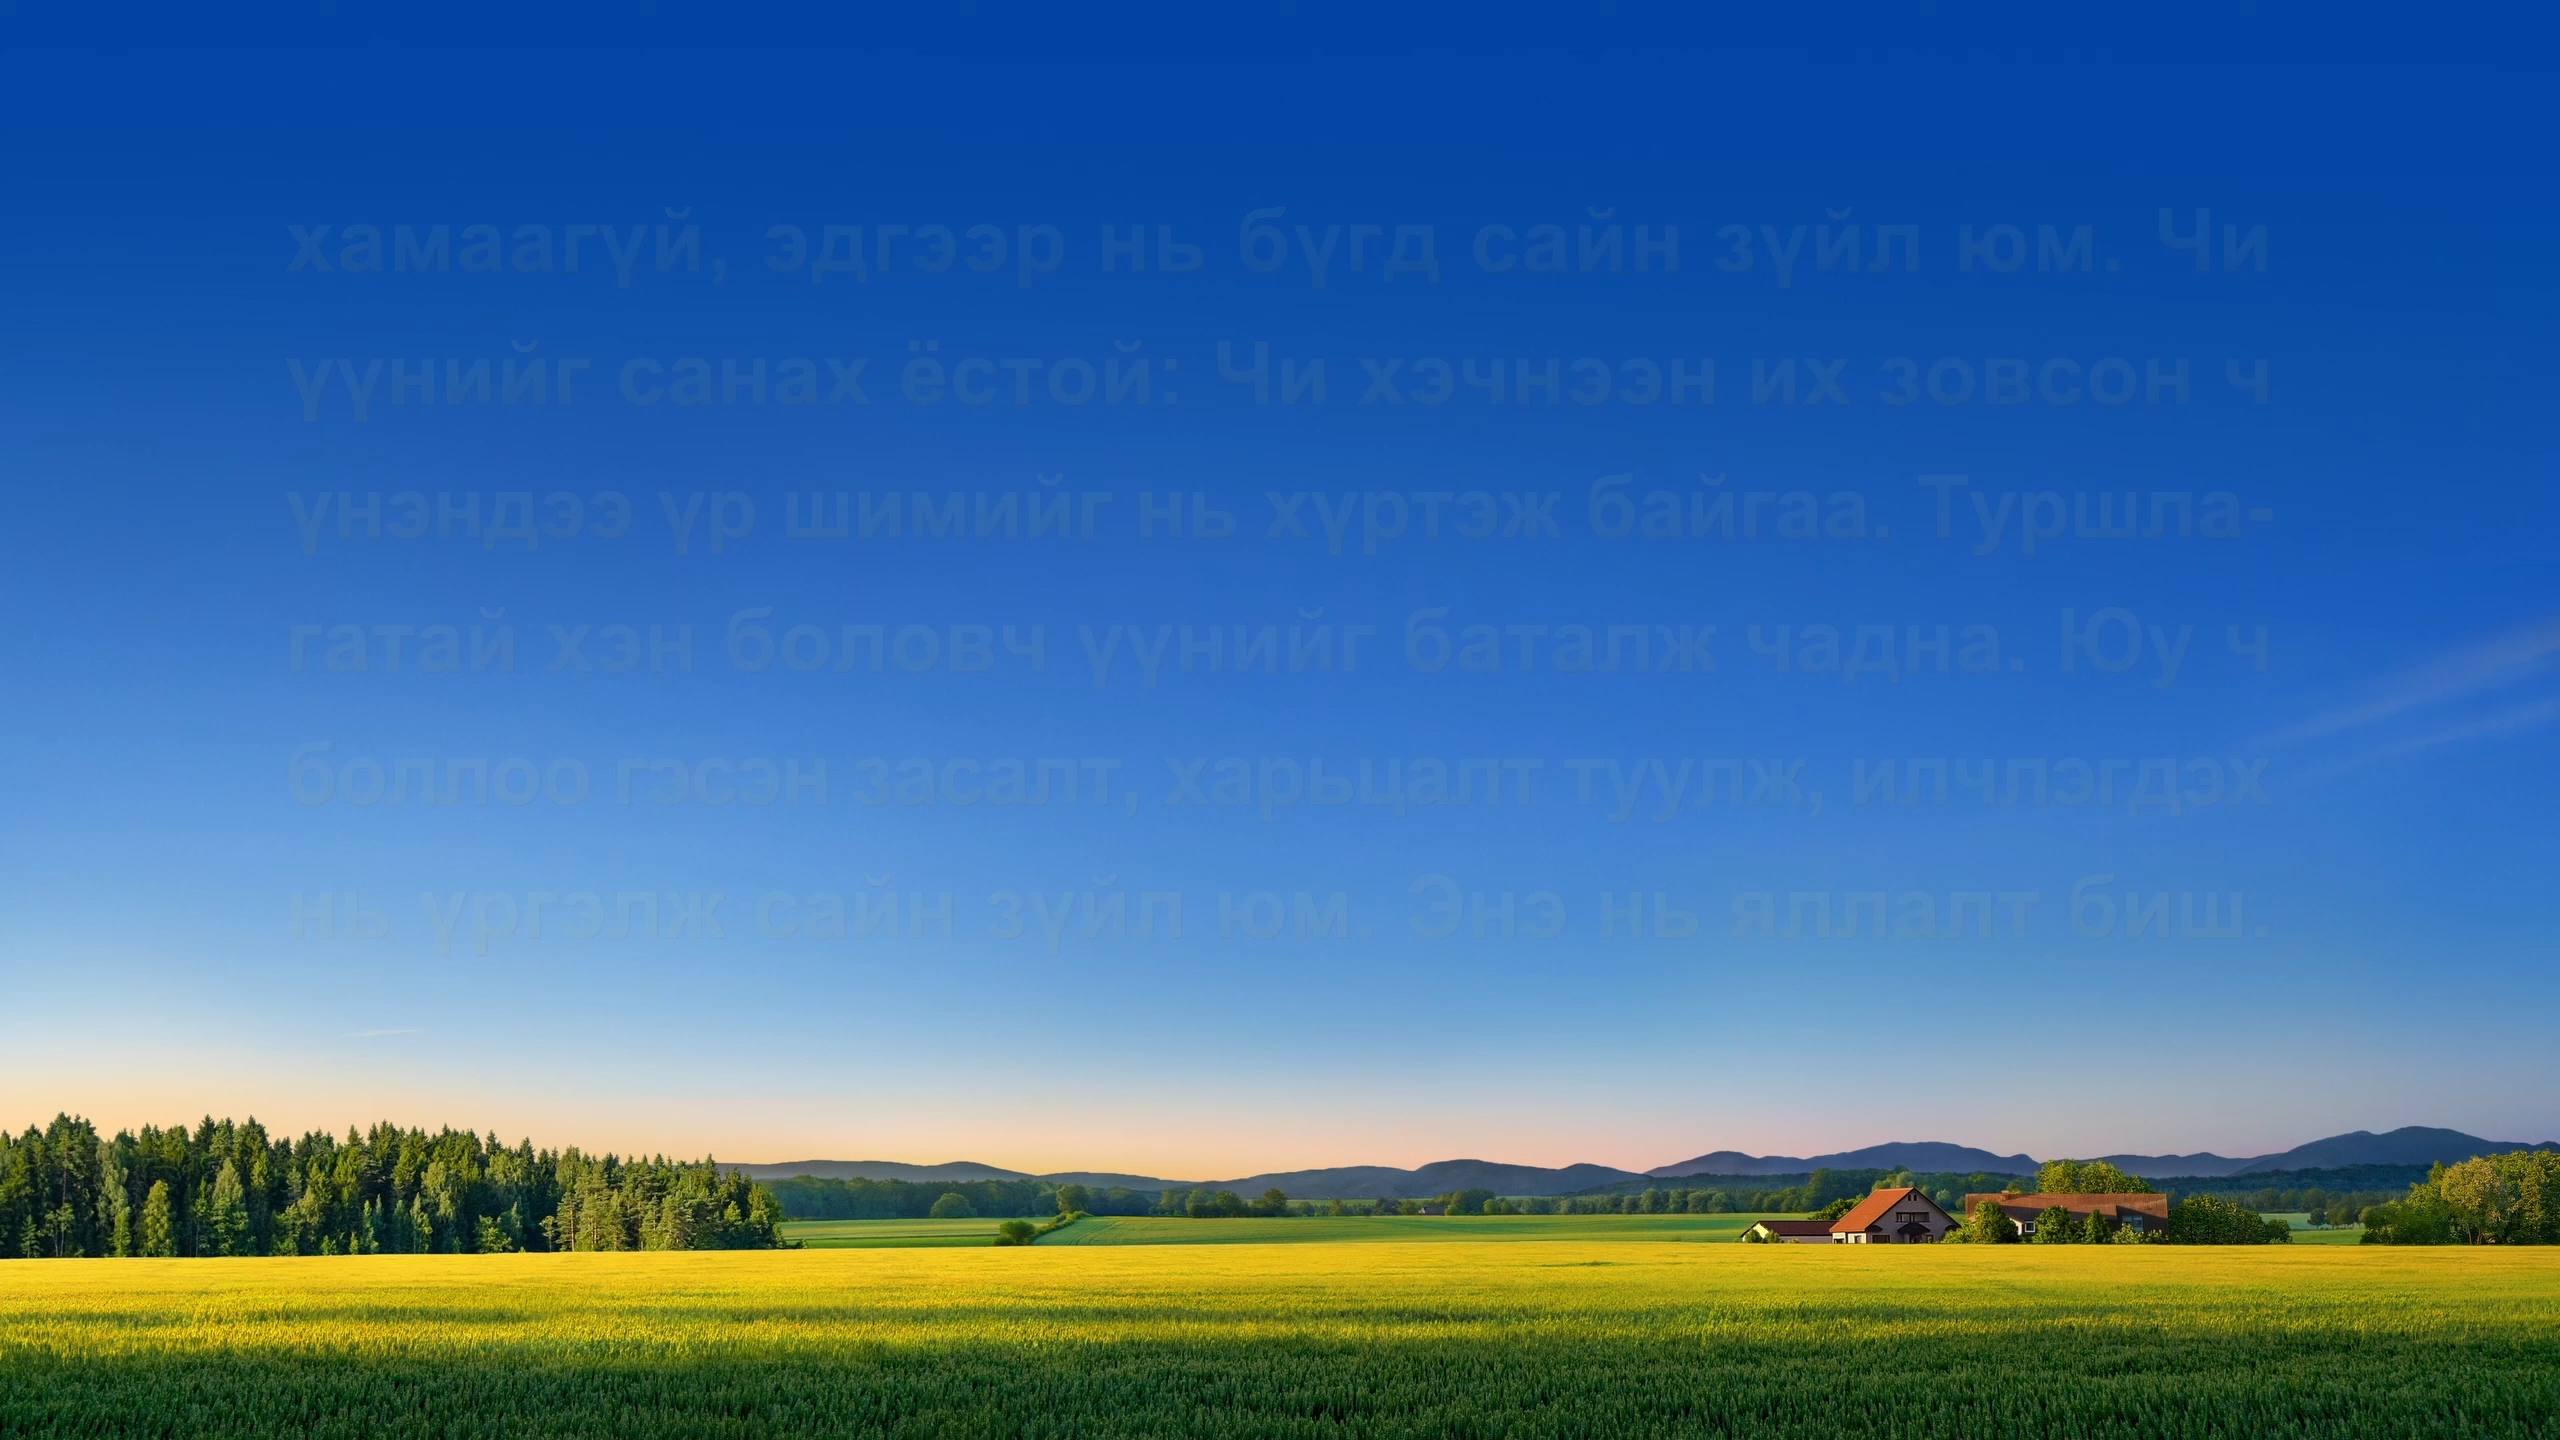 хамаагүй, эдгээр нь бүгд сайн зүйл юм. Чи
үүнийг санах ёстой: Чи хэчнээн их зовсон ч
үнэндээ үр шимийг нь хүртэж байгаа. Туршла-
гатай хэн боловч үүнийг баталж чадна. Юу ч
боллоо гэсэн засалт, харьцалт туулж, илчлэгдэх
нь үргэлж сайн зүйл юм. Энэ нь яллалт биш.